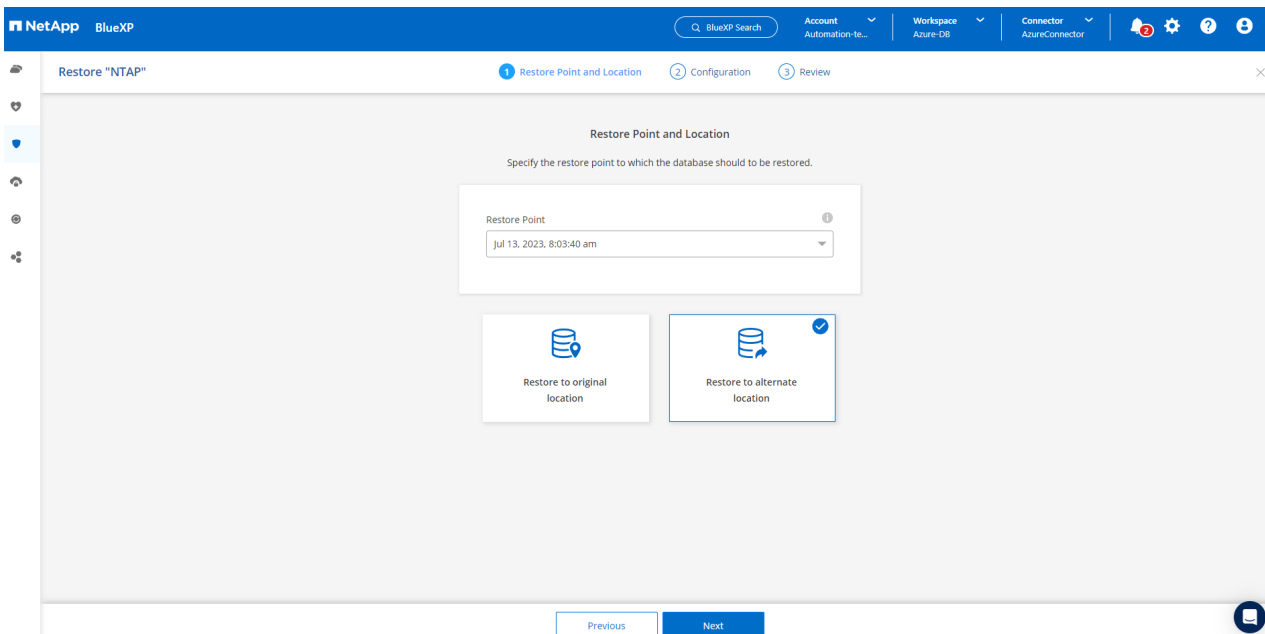 NetApp BlueXP
BlueXP Search
Account
Automation-te...
Workspace
Azure-DB
Connector
AzureConnector
2
Restore "NTAP"
1 Restore Point and Location
2 Configuration
3 Review
Restore Point and Location
Specify the restore point to which the database should to be restored.
Restore Point
Jul 13, 2023, 8:03:40 am
Restore to original
location
Restore to alternate
location
Previous
Next